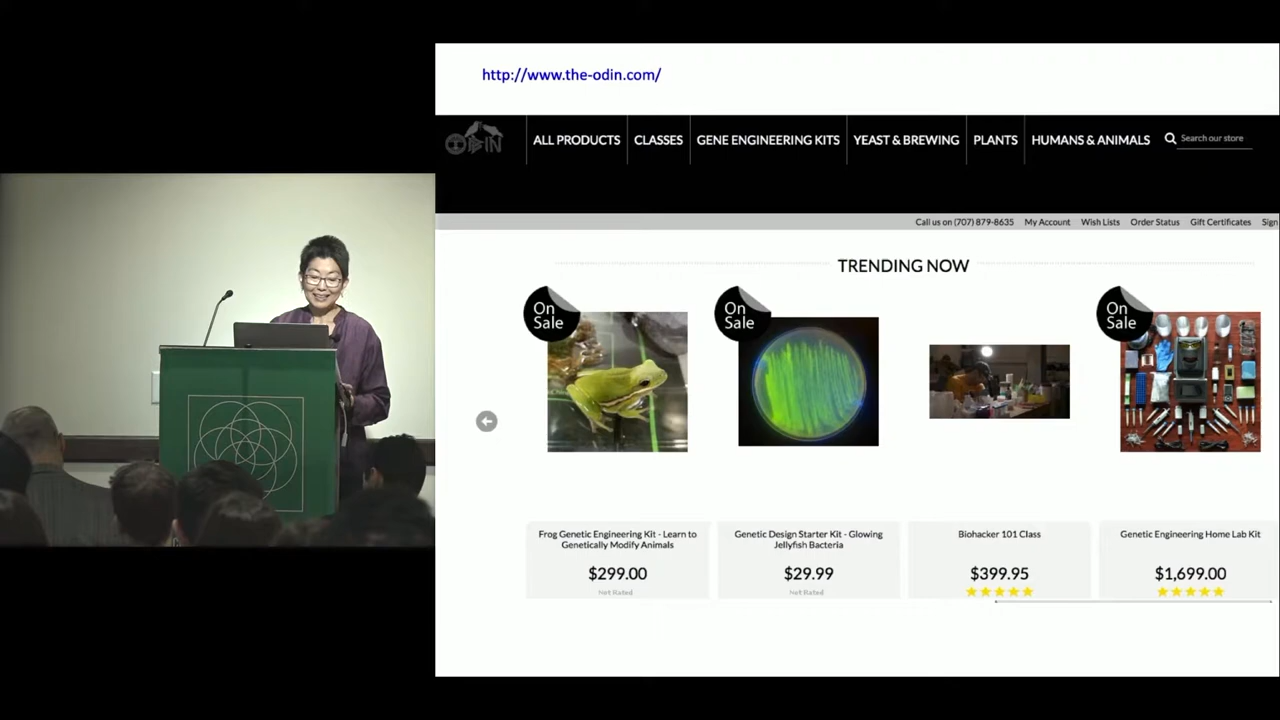 http://www.the-odin.com/
ODIN
ALL PRODUCTS
CLASSES
GENE ENGINEERING KITS
YEAST & BREWING
PLANTS
HUMANS & ANIMALS
Search our store
Call us on (707) 879-8635
My Account
Wish Lists
Order Status
Gift Certificates
Sign
TRENDING NOW
On
Sale
On
Sale
On
Sale
Frog Genetic Engineering Kit - Learn to
Genetically Modify Animals
$299.00
Not Rated
Genetic Design Starter Kit - Glowing
Jellyfish Bacteria
$29.99
Not Rated
Biohacker 101 Class
$399.95
Genetic Engineering Home Lab Kit
$1,699.00